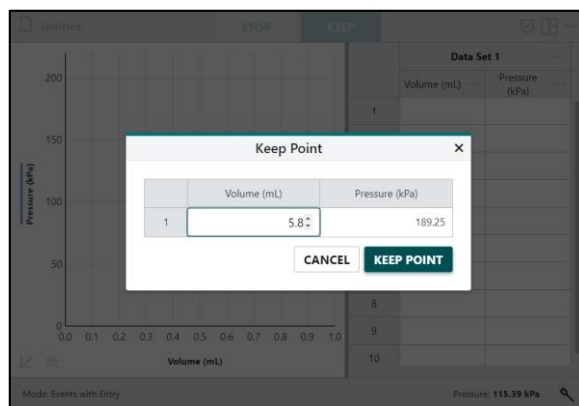 Untitled
STOP
KEEP
Data Set 1
Volume (mL)
Pressure (kPa)
1
200
150
100
50
0
Pressure (kPa)
0.0 0.1 0.2 0.3 0.4 0.5 0.6 0.7 0.8 0.9 1.0
Volume (mL)
8
9
10
Keep Point
×
Volume (mL) Pressure (kPa)
1 5.8 189.25
CANCEL KEEP POINT
Mode: Events with Entry
Pressure: 115.39 kPa